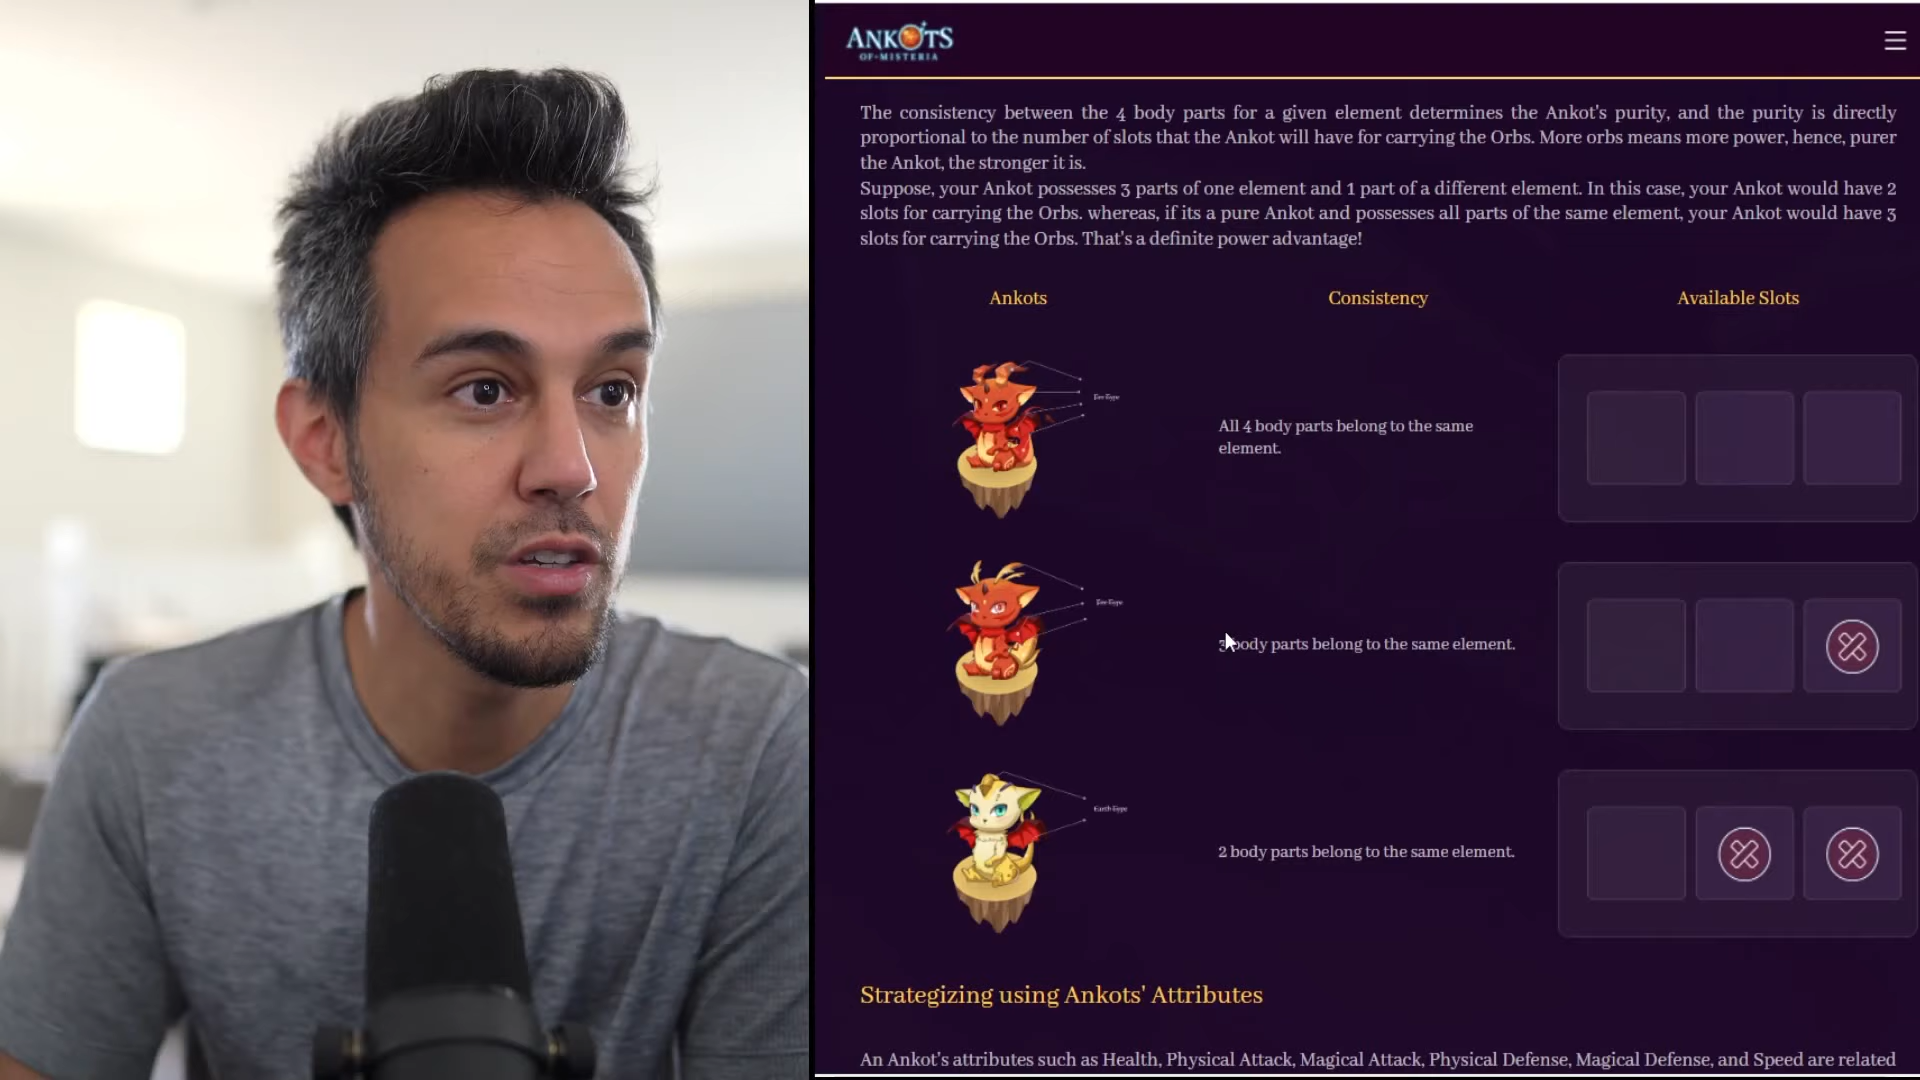 ANKOTS
OF·MISTERIA
The consistency between the 4 body parts for a given element determines the Ankot's purity, and the purity is directly
proportional to the number of slots that the Ankot will have for carrying the Orbs. More orbs means more power, hence, purer
the Ankot, the stronger it is.
Suppose, your Ankot possesses 3 parts of one element and 1 part of a different element. In this case, your Ankot would have 2
slots for carrying the Orbs. whereas, if its a pure Ankot and possesses all parts of the same element, your Ankot would have 3
slots for carrying the Orbs. That's a definite power advantage!
Ankots Consistency Available Slots
All 4 body parts belong to the same
element.
3 body parts belong to the same element.
Earth Type
2 body parts belong to the same element.
Strategizing using Ankots' Attributes
An Ankot's attributes such as Health, Physical Attack, Magical Attack, Physical Defense, Magical Defense, and Speed are related